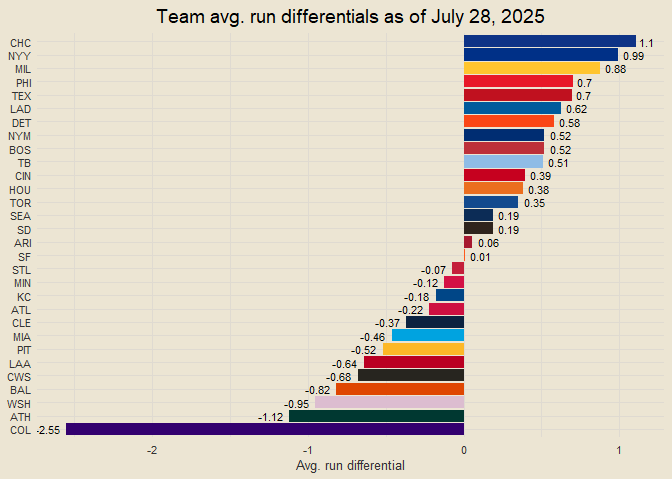 Team avg. run differentials as of July 28, 2025
CHC 1.1
NYY 0.99
MIL 0.88
PHI 0.7
TEX 0.7
LAD 0.62
DET 0.58
NYM 0.52
BOS 0.52
TB 0.51
CIN 0.39
HOU 0.38
TOR 0.35
SEA 0.19
SD 0.19
ARI 0.06
SF 0.01
STL -0.07
MIN -0.12
KC -0.18
ATL -0.22
CLE -0.37
MIA -0.46
PIT -0.52
LAA -0.64
CWS -0.68
BAL -0.82
WSH -0.95
ATH -1.12
COL -2.55
-2 -1 0 1
Avg. run differential